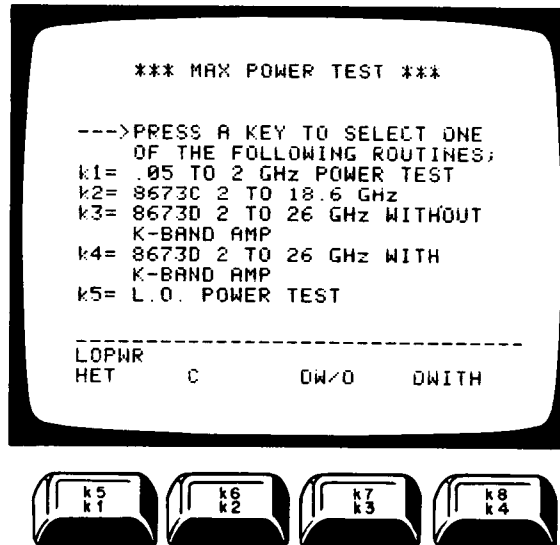 *** MAX POWER TEST ***
--->PRESS A KEY TO SELECT ONE
OF THE FOLLOWING ROUTINES;
k1= .05 TO 2 GHz POWER TEST
k2= 8673C 2 TO 18.6 GHz
k3= 8673D 2 TO 26 GHz WITHOUT
K-BAND AMP
k4= 8673D 2 TO 26 GHz WITH
K-BAND AMP
k5= L.O. POWER TEST
--------------------------------
LOPWR
HET C DW/O DWITH
k5 k6 k7 k8
k1 k2 k3 k4